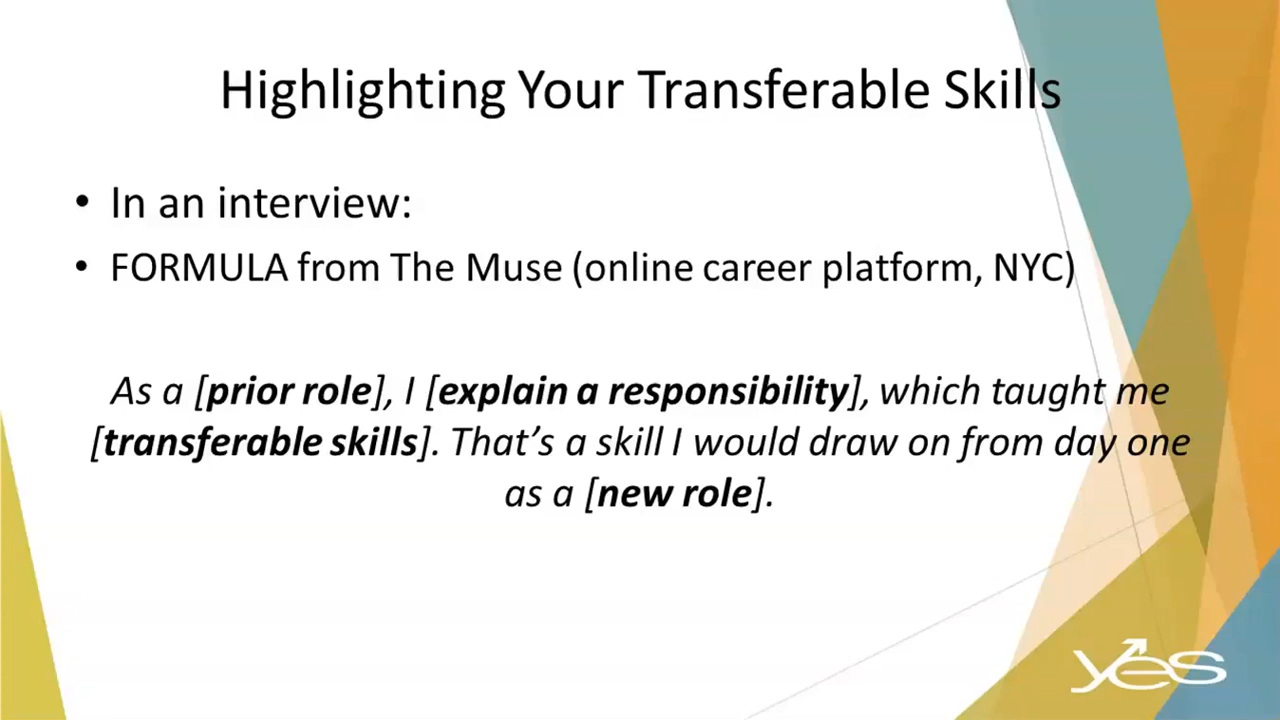 Highlighting Your Transferable Skills
• In an interview:
• FORMULA from The Muse (online career platform, NYC)
As a [prior role], I [explain a responsibility], which taught me
[transferable skills]. That’s a skill I would draw on from day one
as a [new role].
yes